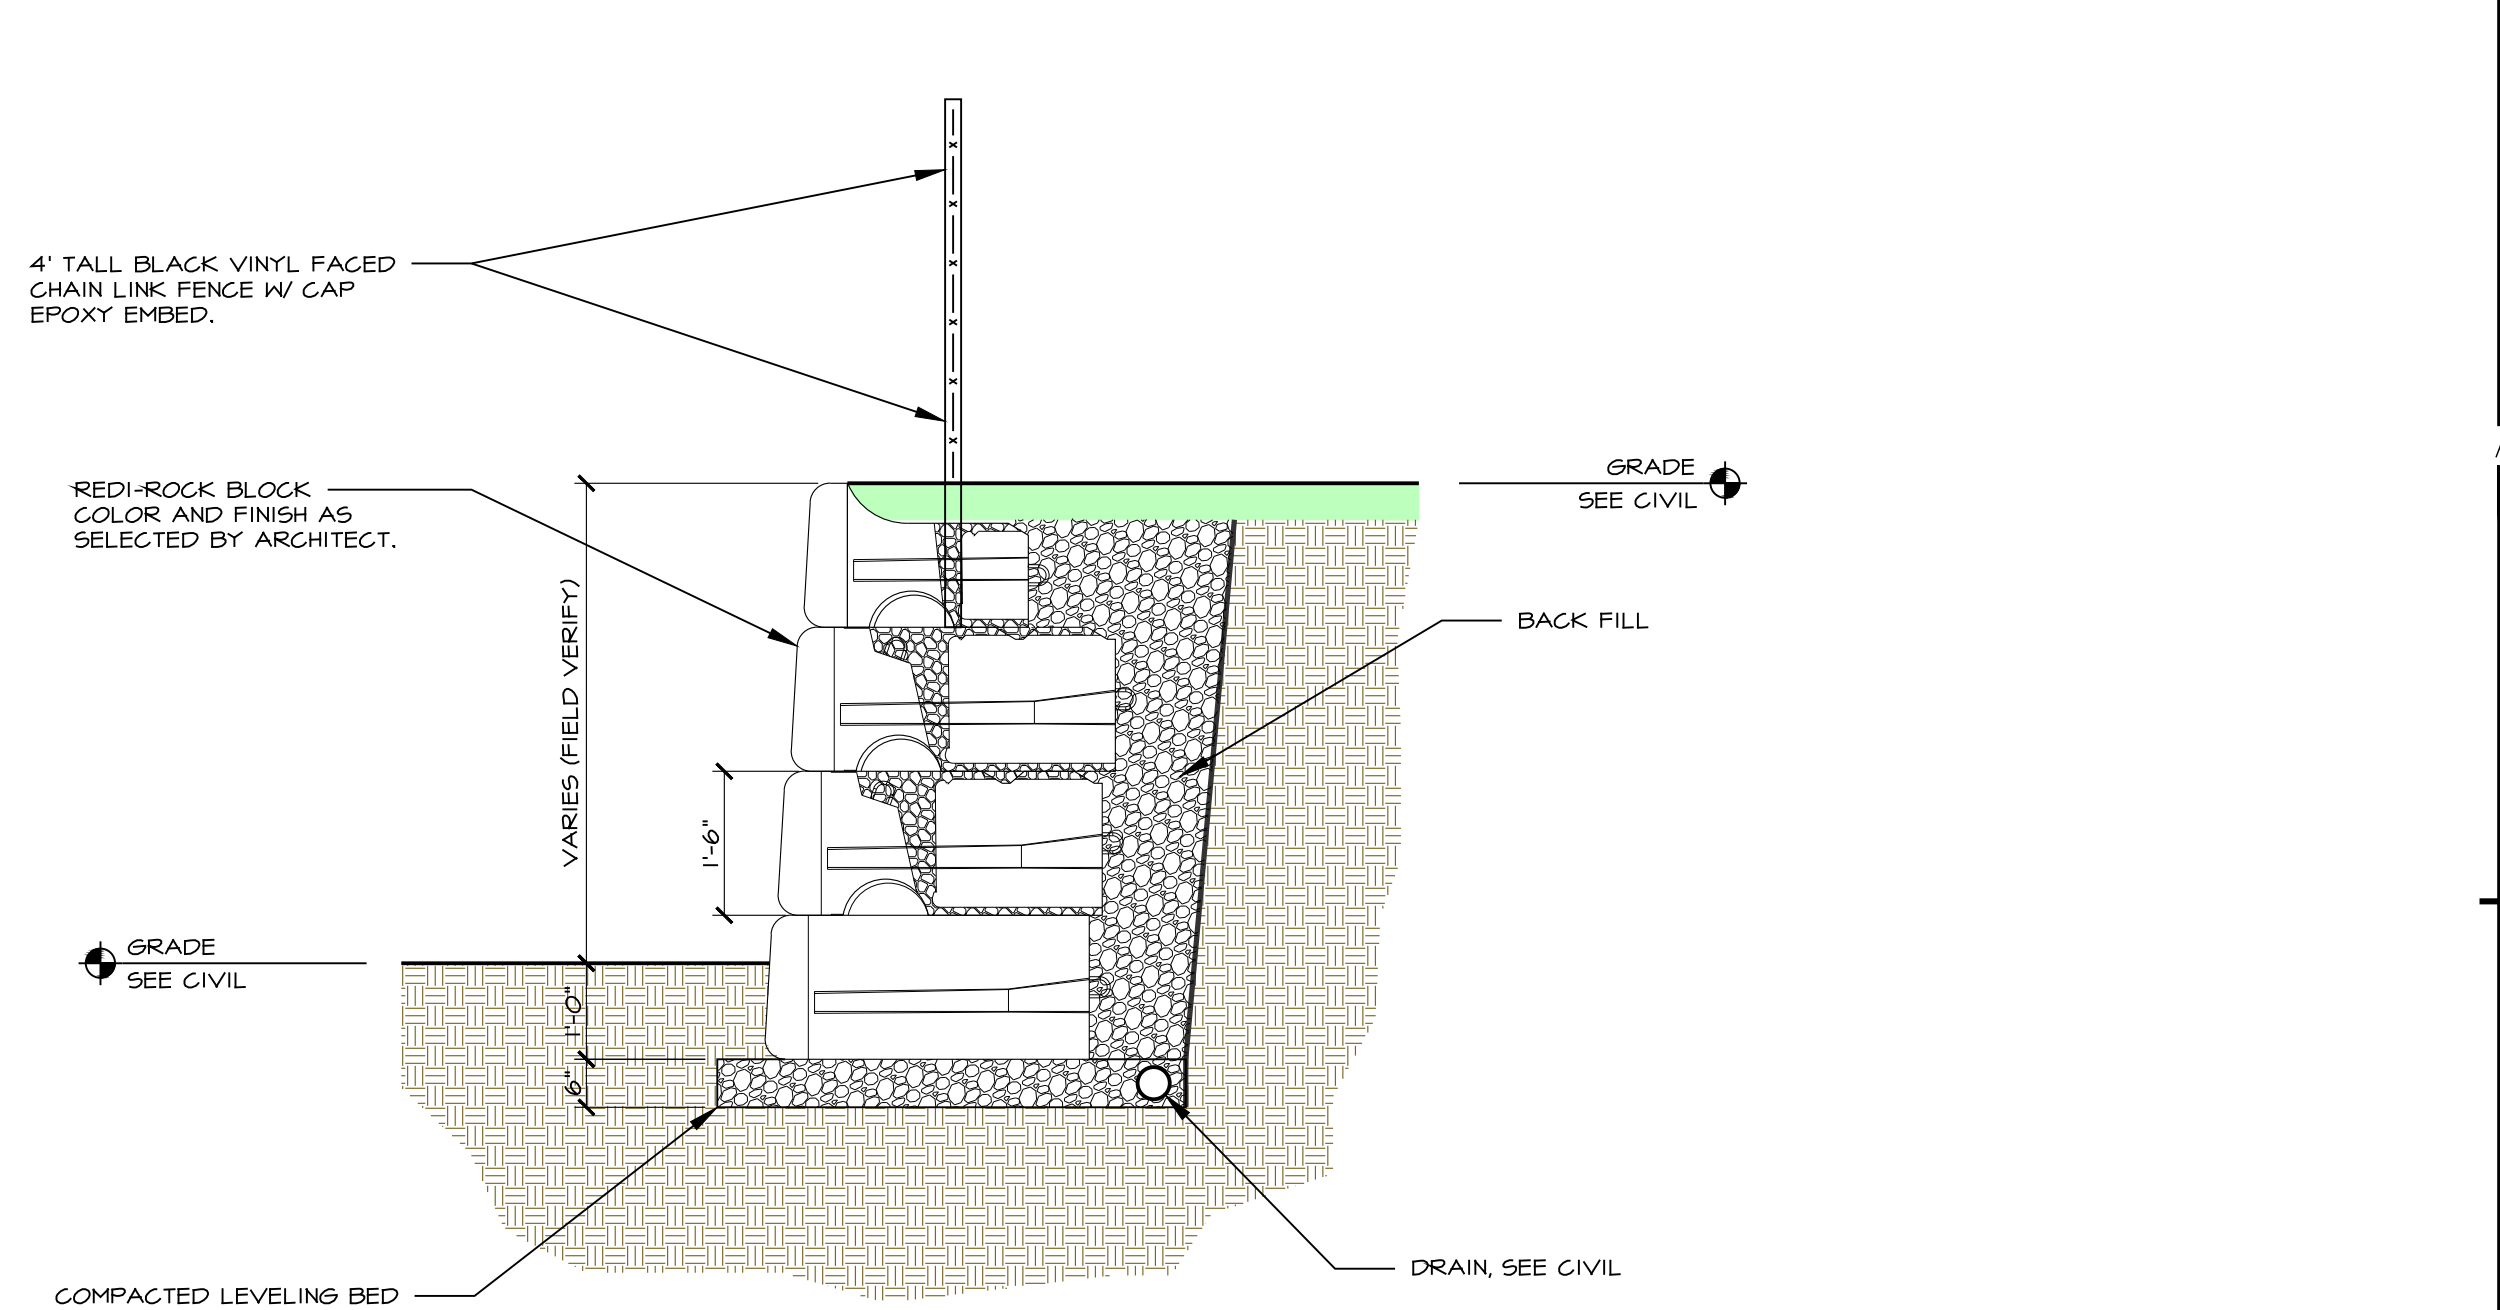 4' TALL BLACK VINYL FACED
CHAIN LINK FENCE W/ CAP
EPOXY EMBED.
RED-ROCK BLOCK
COLOR AND FINISH AS
SELECTED BY ARCHITECT.
GRADE
SEE CIVIL
BACK FILL
VARIES (FIELD VERIFY)
1'-6"
GRADE
SEE CIVIL
1'-0"
6"
DRAIN, SEE CIVIL
COMPACTED LEVELING BED